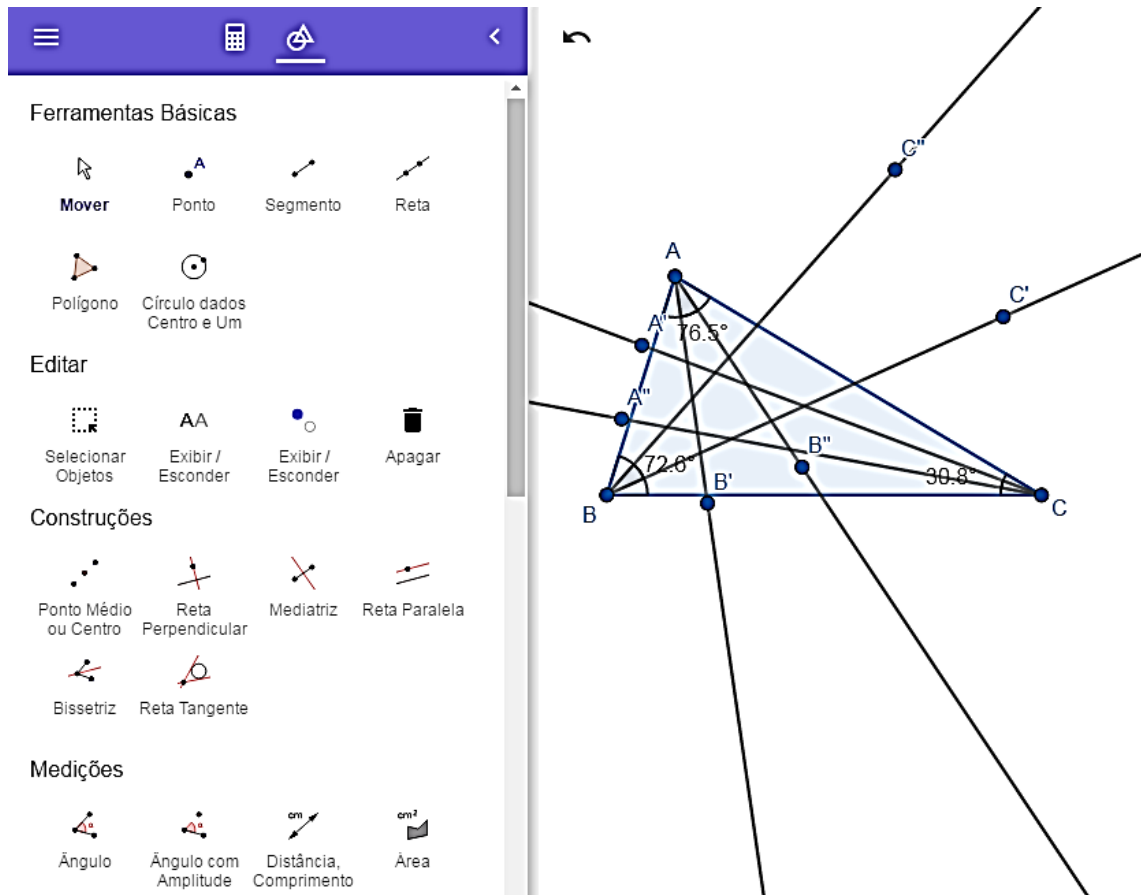 Ferramentas Básicas
A
Mover Ponto Segmento Reta
Polígono Círculo dados
Centro e Um
Editar
AA
Selecionar Exibir / Exibir / Apagar
Objetos Esconder Esconder
Construções
Ponto Médio Reta Mediatriz Reta Paralela
ou Centro Perpendicular
Bissetriz Reta Tangente
Medições
cm cm²
Ângulo Ângulo com Distância, Área
Amplitude Comprimento
C"
A
C'
A' 76.5°
A"
B"
72.6° B' 30.8°
B C